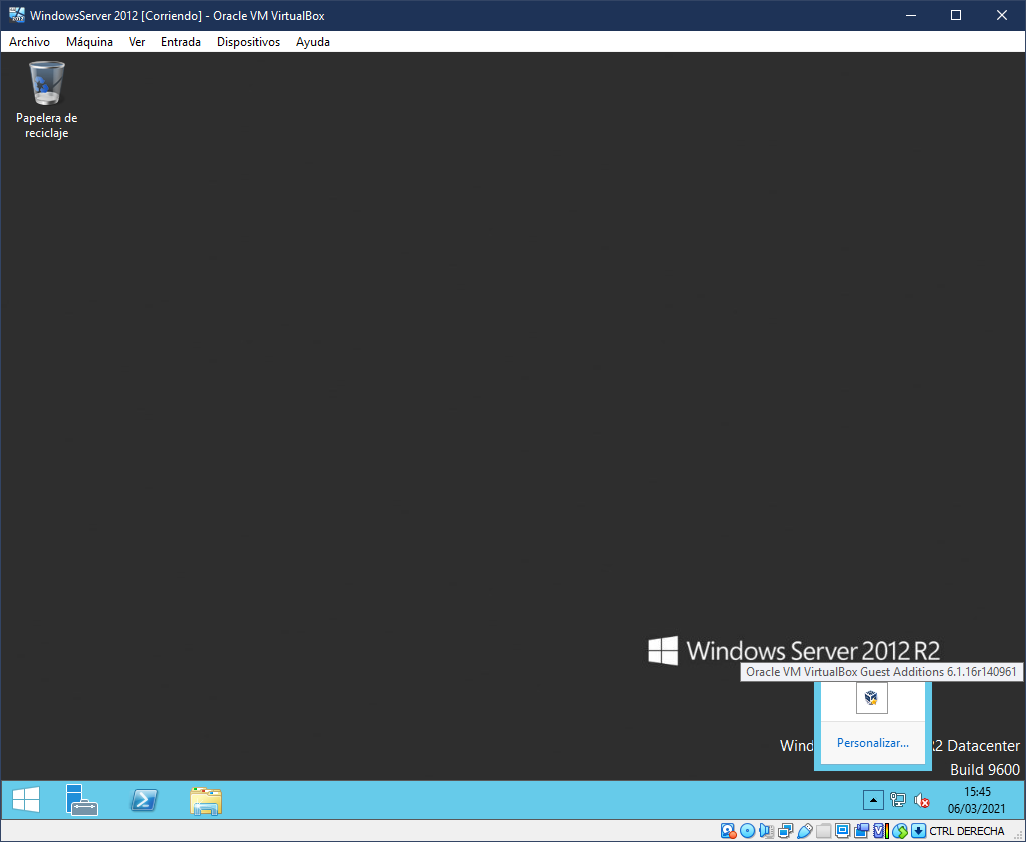 WindowsServer 2012 [Corriendo] - Oracle VM VirtualBox
Archivo Máquina Ver Entrada Dispositivos Ayuda
Papelera de
reciclaje
Windows Server 2012 R2
Oracle VM VirtualBox Guest Additions 6.1.16r140961
Personalizar...
Wind R2 Datacenter
Build 9600
15:45
06/03/2021
CTRL DERECHA